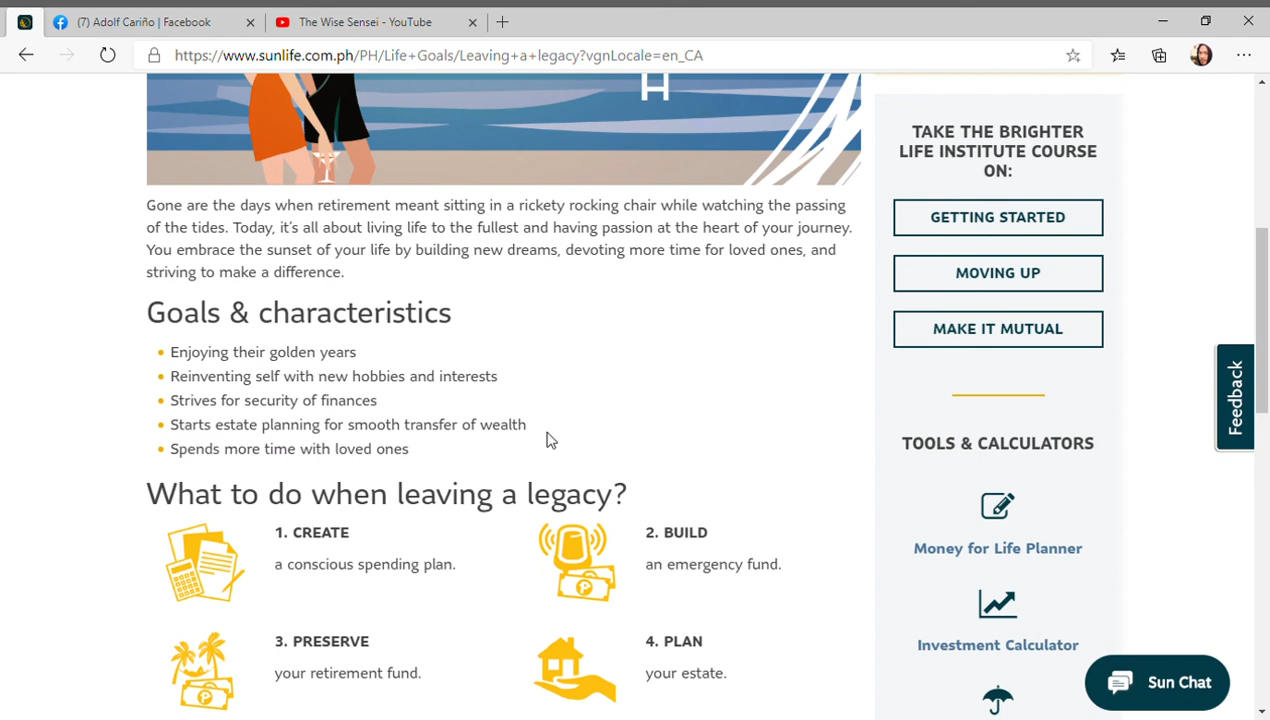 (7) Adolf Cariño | Facebook
The Wise Sensei - YouTube
https://www.sunlife.com.ph/PH/Life+Goals/Leaving+a+legacy?vgnLocale=en_CA
H
Gone are the days when retirement meant sitting in a rickety rocking chair while watching the passing
of the tides. Today, it's all about living life to the fullest and having passion at the heart of your journey.
You embrace the sunset of your life by building new dreams, devoting more time for loved ones, and
striving to make a difference.
Goals & characteristics
Enjoying their golden years
Reinventing self with new hobbies and interests
Strives for security of finances
Starts estate planning for smooth transfer of wealth
Spends more time with loved ones
What to do when leaving a legacy?
1. CREATE
a conscious spending plan.
2. BUILD
an emergency fund.
3. PRESERVE
your retirement fund.
4. PLAN
your estate.
TAKE THE BRIGHTER
LIFE INSTITUTE COURSE
ON:
GETTING STARTED
MOVING UP
MAKE IT MUTUAL
TOOLS & CALCULATORS
Money for Life Planner
Investment Calculator
Feedback
Sun Chat